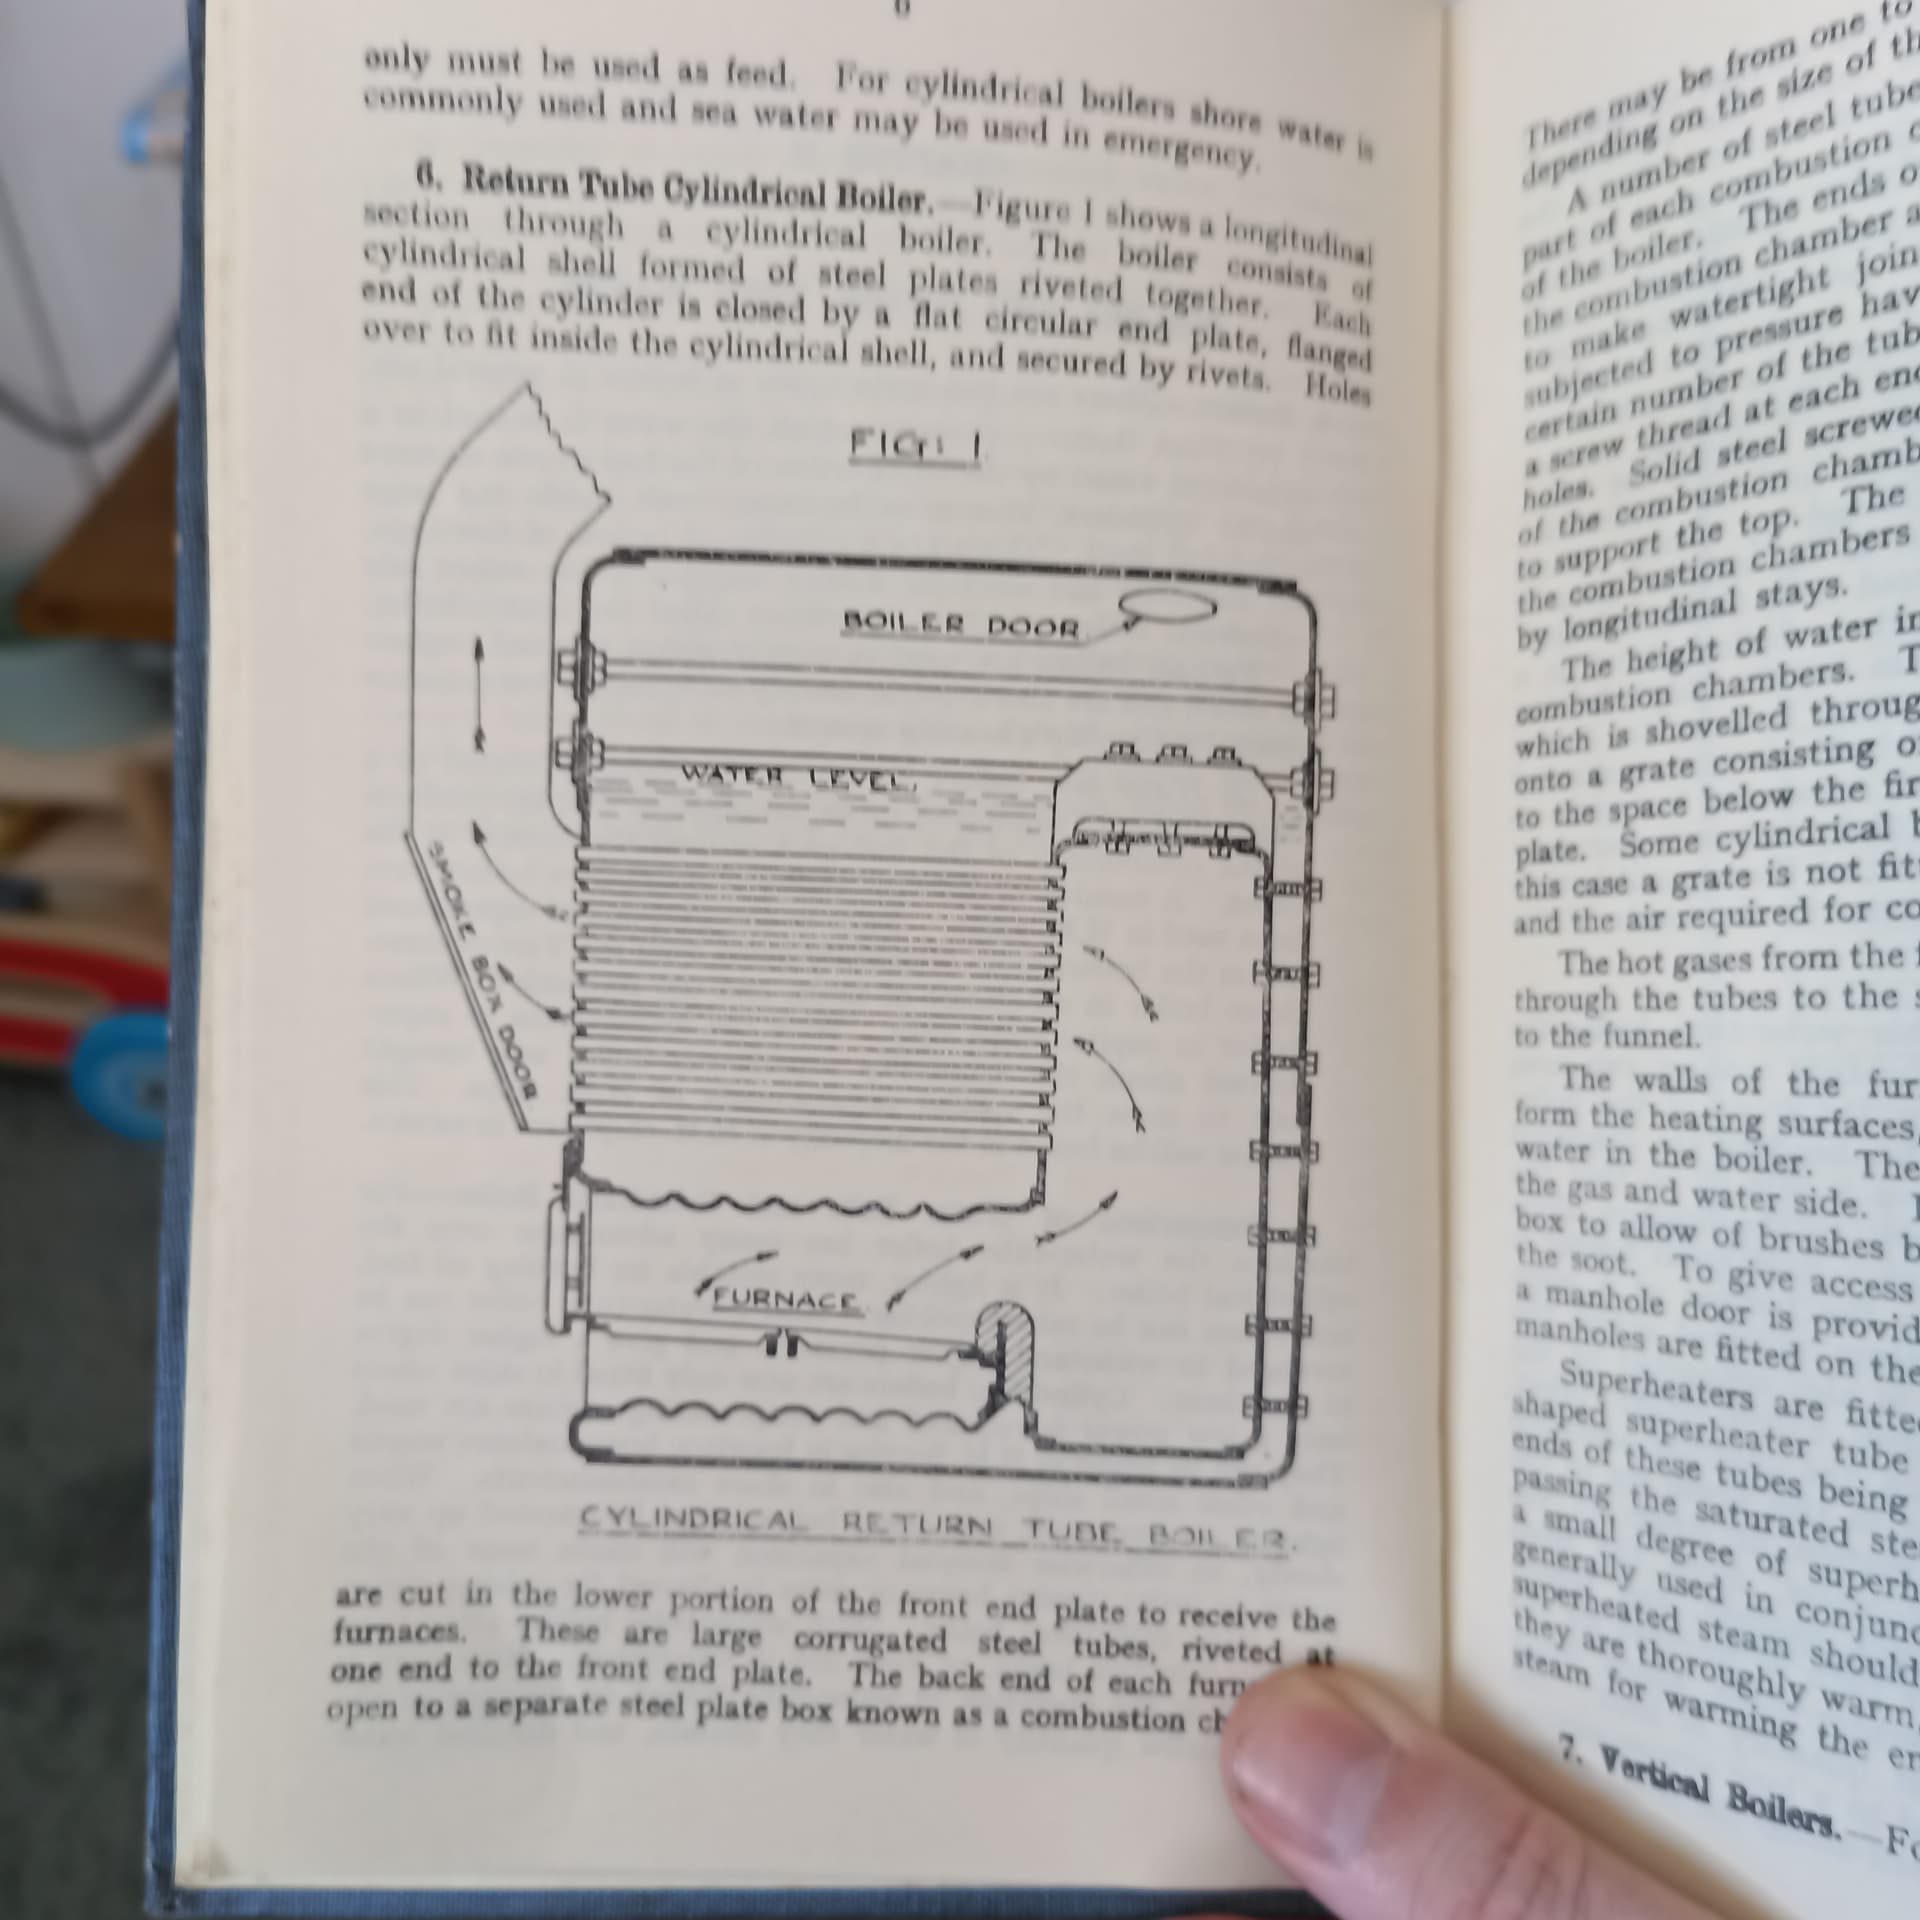 6
only must be used as feed. For cylindrical boilers shore water is
commonly used and sea water may be used in emergency.
6. Return Tube Cylindrical Boiler.—Figure 1 shows a longitudinal
section through a cylindrical boiler. The boiler consists of
cylindrical shell formed of steel plates riveted together. Each
end of the cylinder is closed by a flat circular end plate, flanged
over to fit inside the cylindrical shell, and secured by rivets. Holes
FIG: 1
BOILER DOOR
WATER LEVEL.
SMOKE BOX DOOR
FURNACE
CYLINDRICAL RETURN TUBE BOILER.
are cut in the lower portion of the front end plate to receive the
furnaces. These are large corrugated steel tubes, riveted at
one end to the front end plate. The back end of each furn
open to a separate steel plate box known as a combustion ch
There may be from one to
depending on the size of th
A number of steel tube
part of each combustion c
of the boiler. The ends o
the combustion chamber a
to make watertight join
subjected to pressure hav
certain number of the tub
a screw thread at each end
holes. Solid steel screwed
of the combustion chamb
to support the top. The
the combustion chambers
by longitudinal stays.
The height of water in
combustion chambers. T
which is shovelled throug
onto a grate consisting o
to the space below the fir
plate. Some cylindrical b
this case a grate is not fit
and the air required for co
The hot gases from the f
through the tubes to the s
to the funnel.
The walls of the fur
form the heating surfaces,
water in the boiler. The
the gas and water side. I
box to allow of brushes b
the soot. To give access
a manhole door is provid
manholes are fitted on the
Superheaters are fitte
shaped superheater tube
ends of these tubes being
passing the saturated ste
a small degree of superh
generally used in conjunc
superheated steam should
they are thoroughly warm,
steam for warming the en
7. Vertical Boilers.—Fo